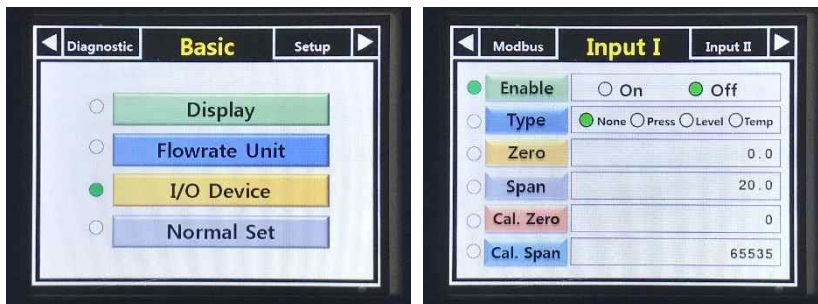 Diagnostic Basic Setup
Display
Flowrate Unit
I/O Device
Normal Set
Modbus Input I Input II
Enable On Off
Type None Press Level Temp
Zero 0.0
Span 20.0
Cal. Zero 0
Cal. Span 65535